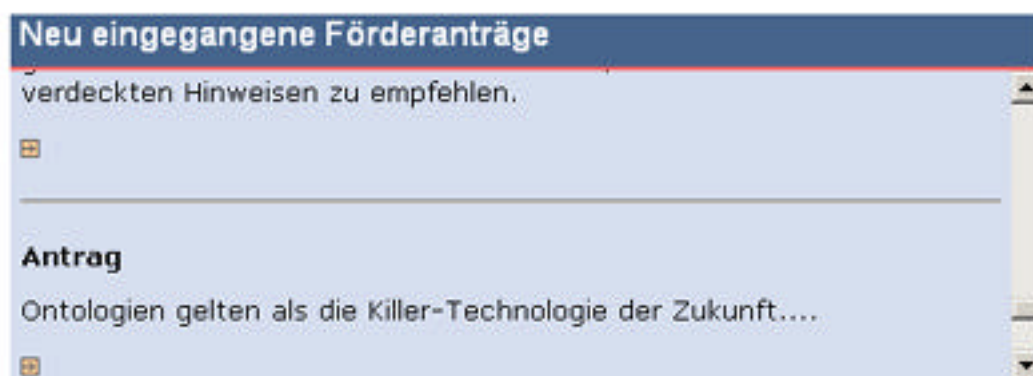 Neu eingegangene Förderanträge
verdeckten Hinweisen zu empfehlen.
Antrag
Ontologien gelten als die Killer-Technologie der Zukunft....